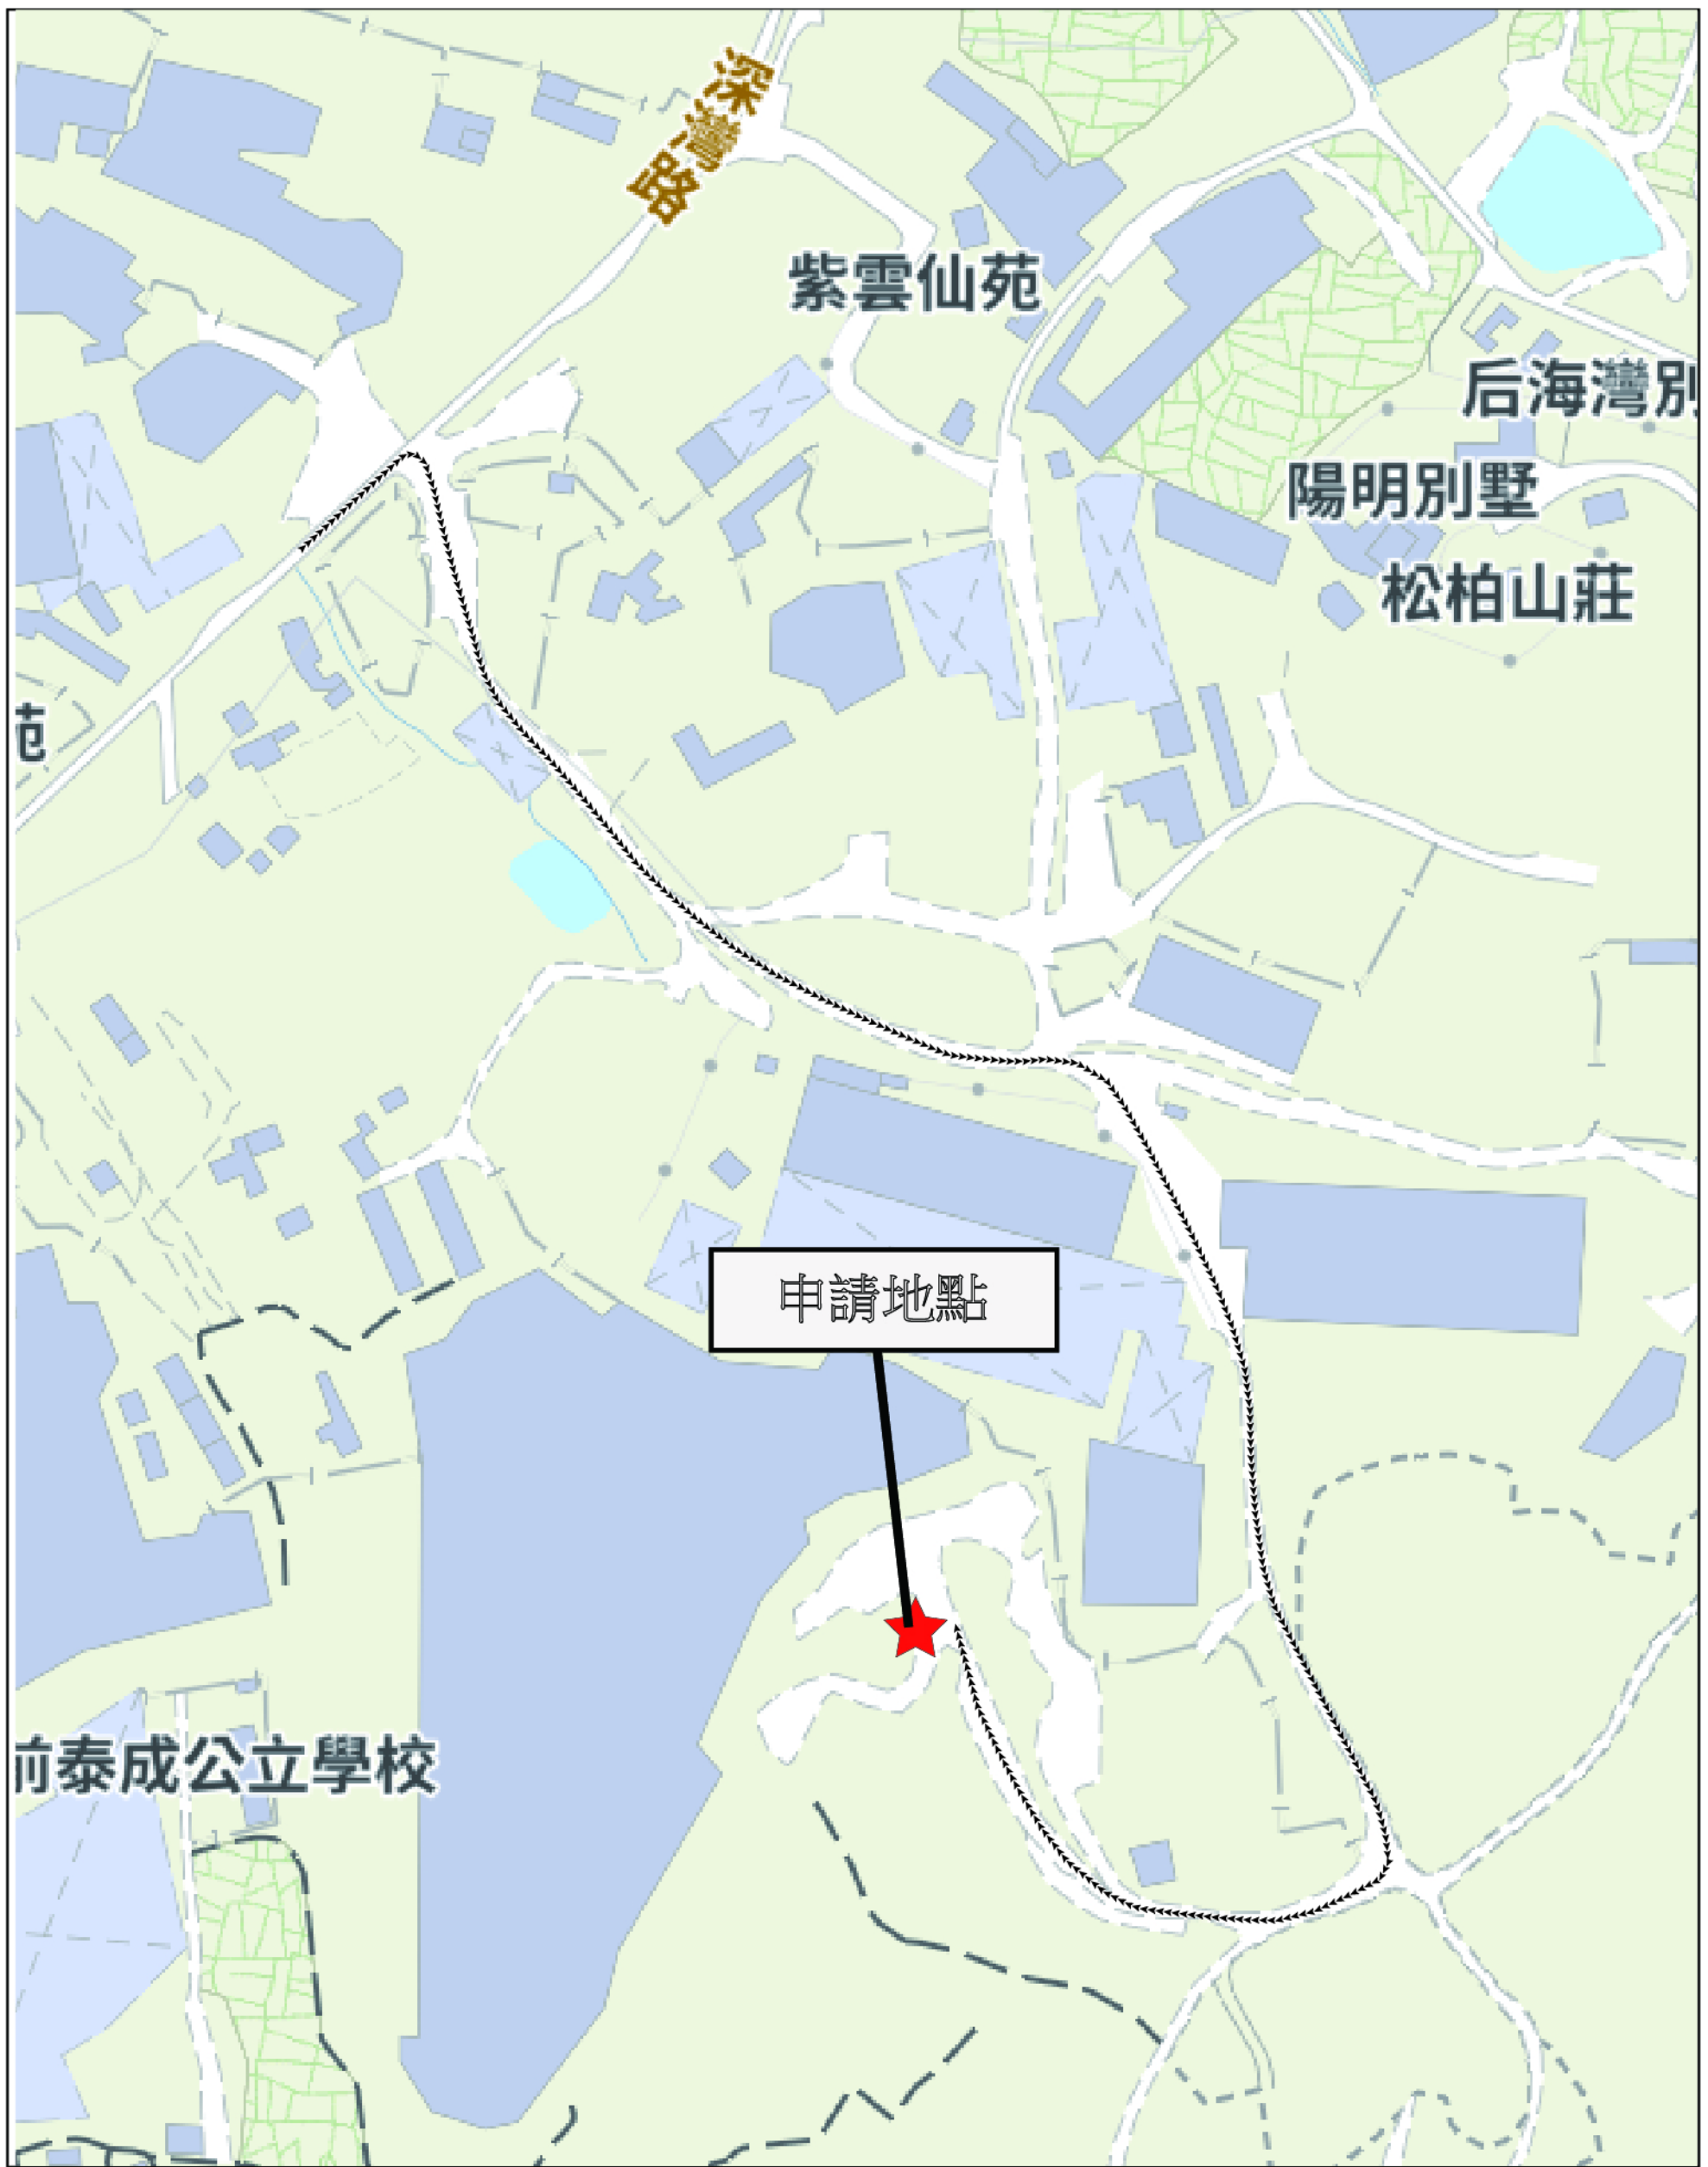 深灣路
紫雲仙苑
后海灣別
陽明別墅
松柏山莊
苑
申請地點
前泰成公立學校